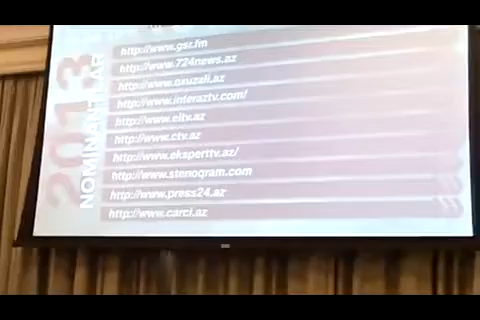 2013
NOMINANTLAR
http://www.gsz.fm
http://www.724news.az
http://www.oxuzali.az
http://www.interaztv.com/
http://www.eltv.az
http://www.ctv.az
http://www.eksperttv.az/
http://www.stenoqram.com
http://www.press24.az
http://www.carci.az